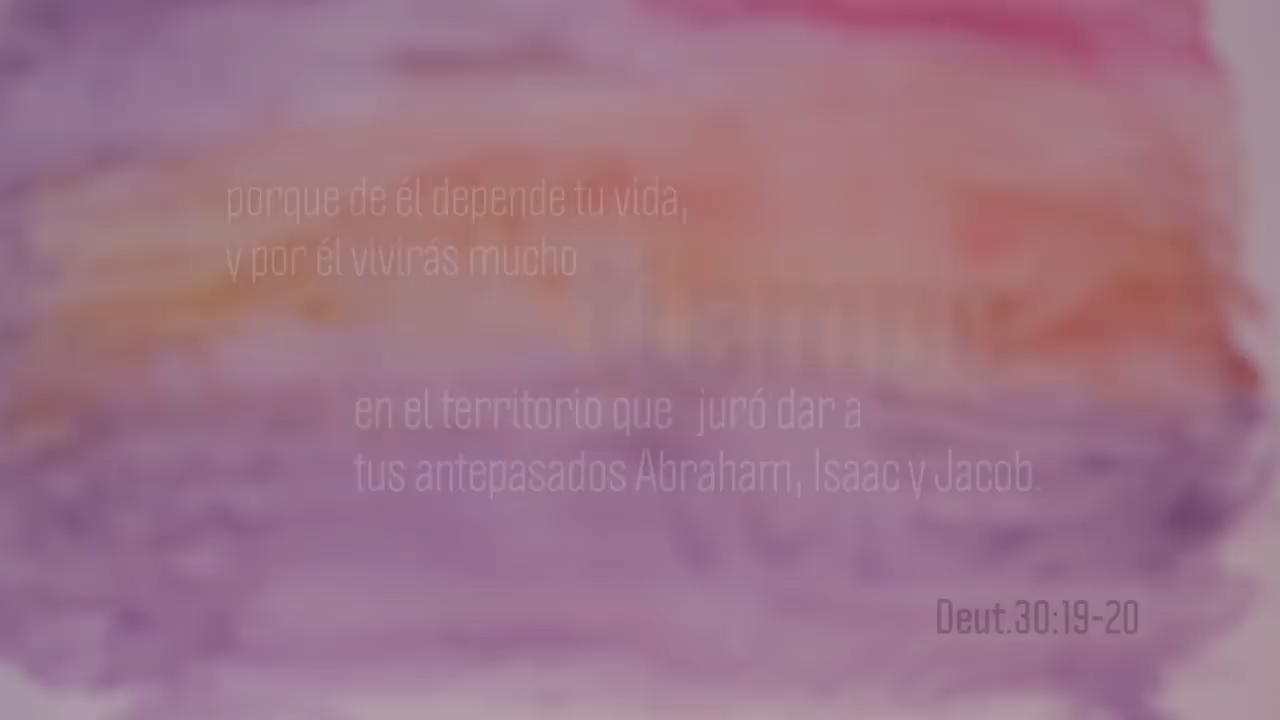 porque de él depende tu vida,
y por él vivirás mucho
tiempo
en el territorio que juró dar a
tus antepasados Abraham, Isaac y Jacob.
Deut.30:19-20